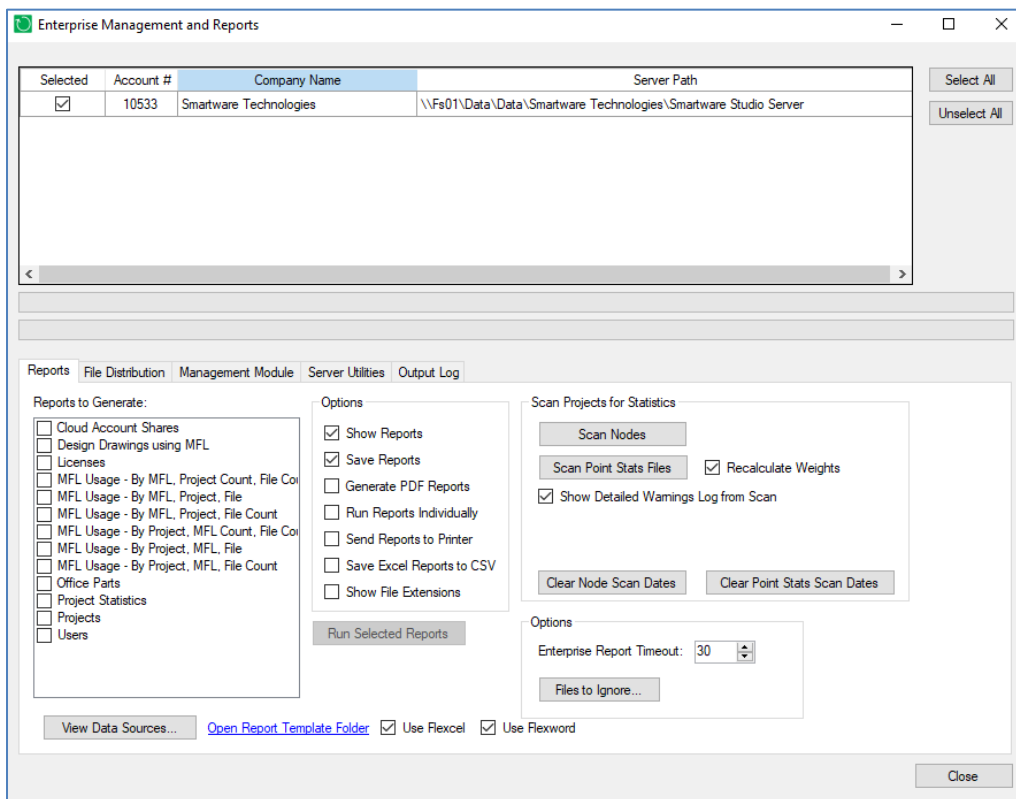 Enterprise Management and Reports
Selected Account # Company Name Server Path
10533 Smartware Technologies \\Fs01\Data\Data\Smartware Technologies\Smartware Studio Server
Select All
Unselect All
Reports File Distribution Management Module Server Utilities Output Log
Reports to Generate:
Cloud Account Shares
Design Drawings using MFL
Licenses
MFL Usage - By MFL, Project Count, File Cou
MFL Usage - By MFL, Project, File
MFL Usage - By MFL, Project, File Count
MFL Usage - By Project, MFL Count, File Cou
MFL Usage - By Project, MFL, File
MFL Usage - By Project, MFL, File Count
Office Parts
Project Statistics
Projects
Users
Options
Show Reports
Save Reports
Generate PDF Reports
Run Reports Individually
Send Reports to Printer
Save Excel Reports to CSV
Show File Extensions
Run Selected Reports
Scan Projects for Statistics
Scan Nodes
Scan Point Stats Files Recalculate Weights
Show Detailed Warnings Log from Scan
Clear Node Scan Dates Clear Point Stats Scan Dates
Options
Enterprise Report Timeout: 30
Files to Ignore...
View Data Sources... Open Report Template Folder Use Flexcel Use Flexword
Close